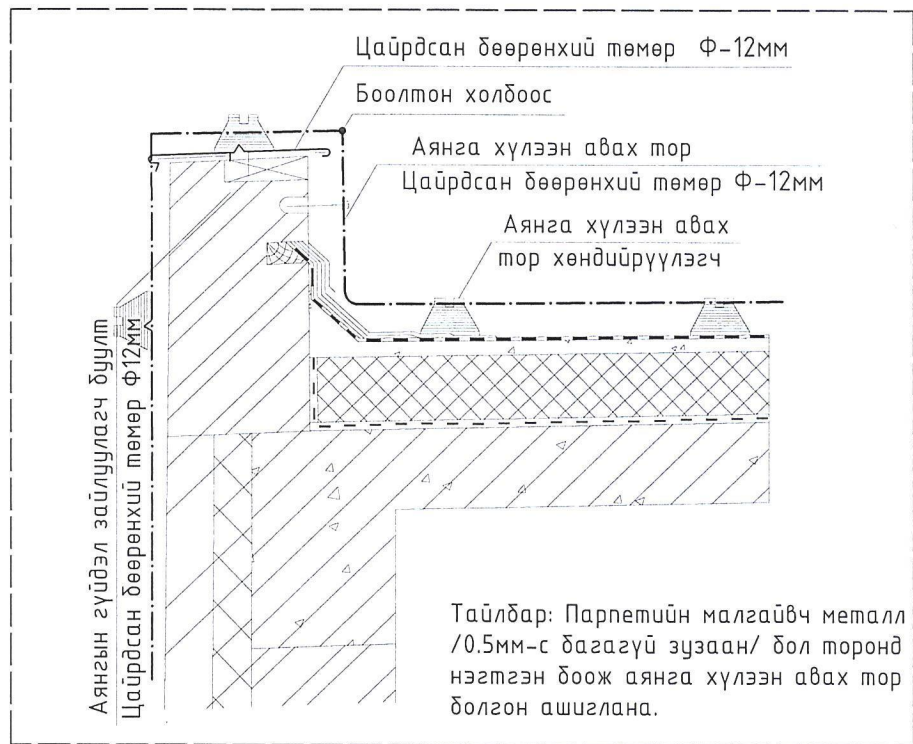 Цайрдсан бөөрөнхий төмөр Ф-12мм
Боолтон холбоос
Аянга хүлээн авах тор
Цайрдсан бөөрөнхий төмөр Ф-12мм
Аянга хүлээн авах
тор хөндийрүүлэгч
Аянгын гүйдэл зайлуулагч буулт
Цайрдсан бөөрөнхий төмөр Ф12мм
Тайлбар: Парпетийн малгайвч металл
/0.5мм-с багагүй зузаан/ бол торонд
нэгтгэн боож аянга хүлээн авах тор
болгон ашиглана.